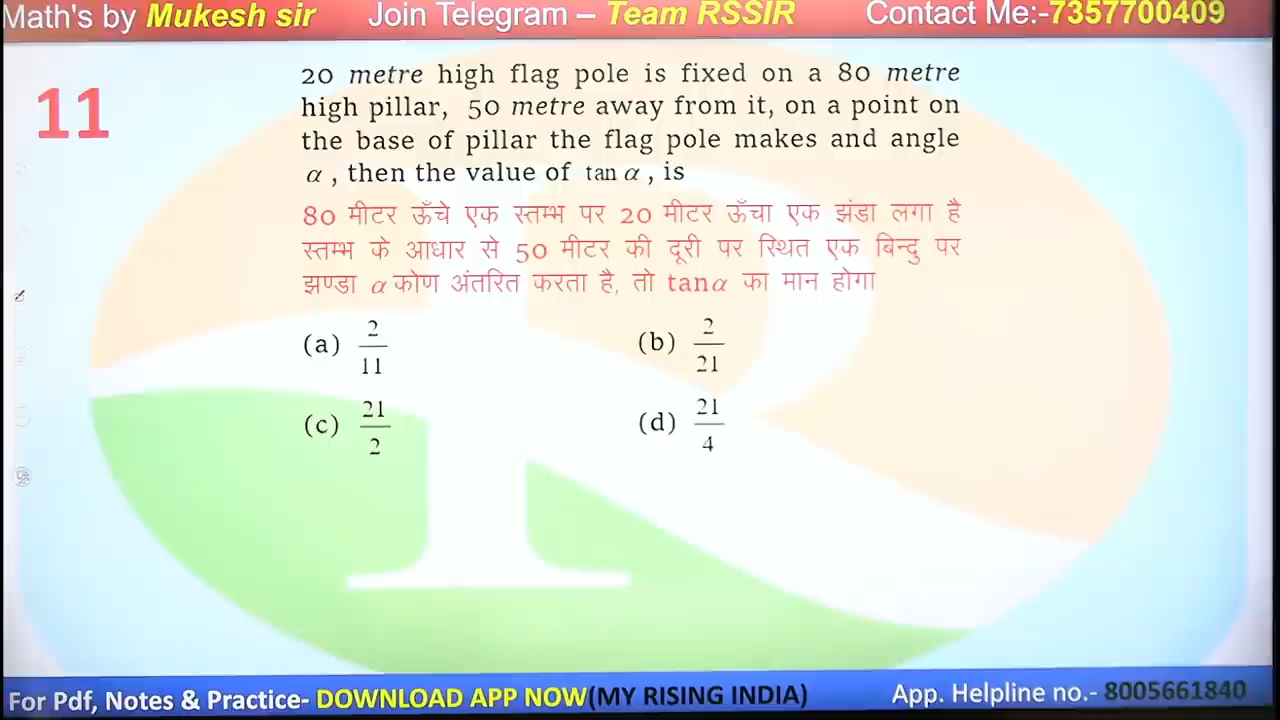 Math's by Mukesh sir Join Telegram – Team RSSIR Contact Me:-7357700409
11
20 metre high flag pole is fixed on a 80 metre
high pillar, 50 metre away from it, on a point on
the base of pillar the flag pole makes and angle
α , then the value of tan α , is
80 मीटर ऊँचे एक स्तम्भ पर 20 मीटर ऊँचा एक झंडा लगा है
स्तम्भ के आधार से 50 मीटर की दूरी पर स्थित एक बिन्दु पर
झण्डा α कोण अंतरित करता है, तो tanα का मान होगा
(a) 2/11 (b) 2/21
(c) 21/2 (d) 21/4
For Pdf, Notes & Practice- DOWNLOAD APP NOW(MY RISING INDIA) App. Helpline no.- 8005661840